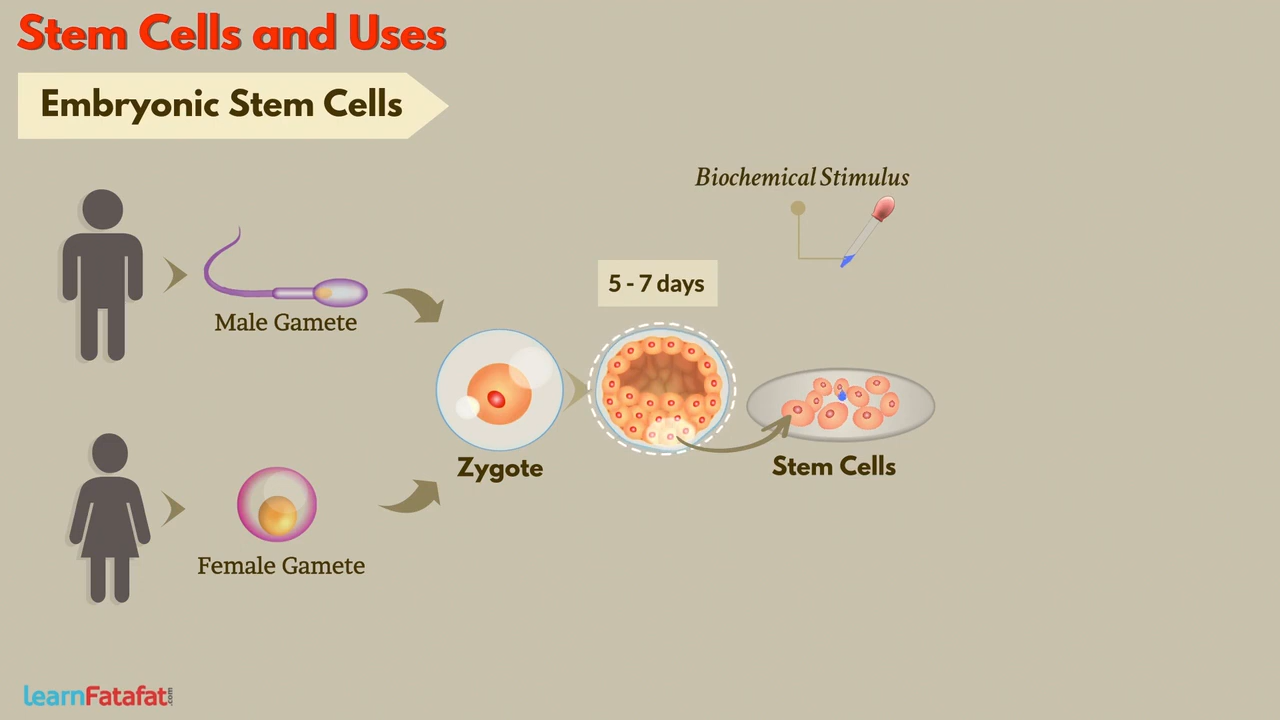 Stem Cells and Uses
Embryonic Stem Cells
Biochemical Stimulus
5 - 7 days
Male Gamete
Zygote
Stem Cells
Female Gamete
learnFatafat.com